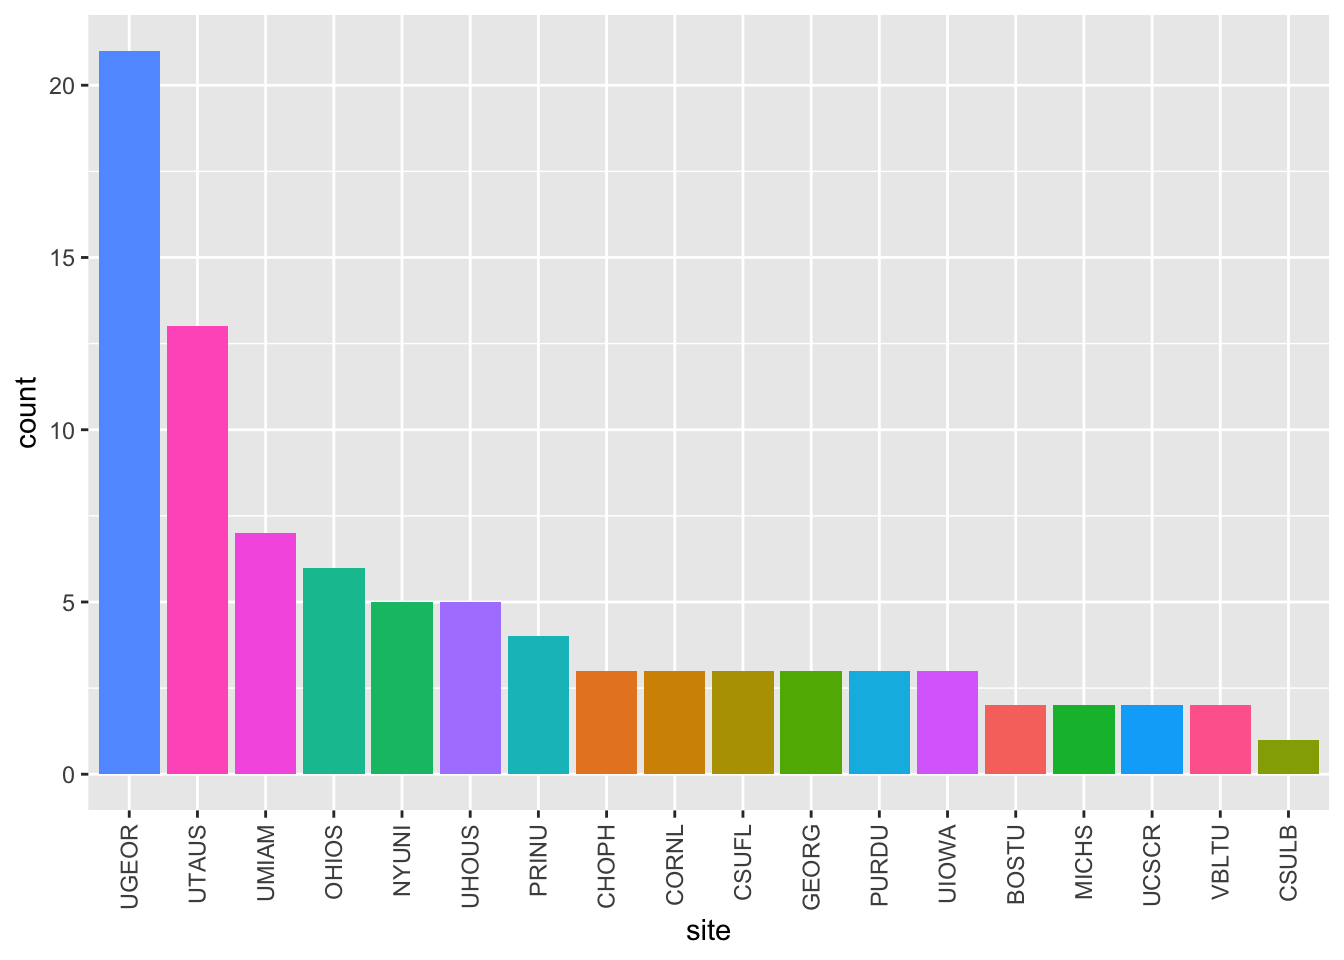 20
15
10
5
0
count
UGEOR
UTAUS
UMIAM
OHIOS
NYUNI
UHOUS
PRINU
CHOPH
CORNL
CSUFL
GEORG
PURDU
UIOWA
BOSTU
MICHS
UCSCR
VBLTU
CSULB
site